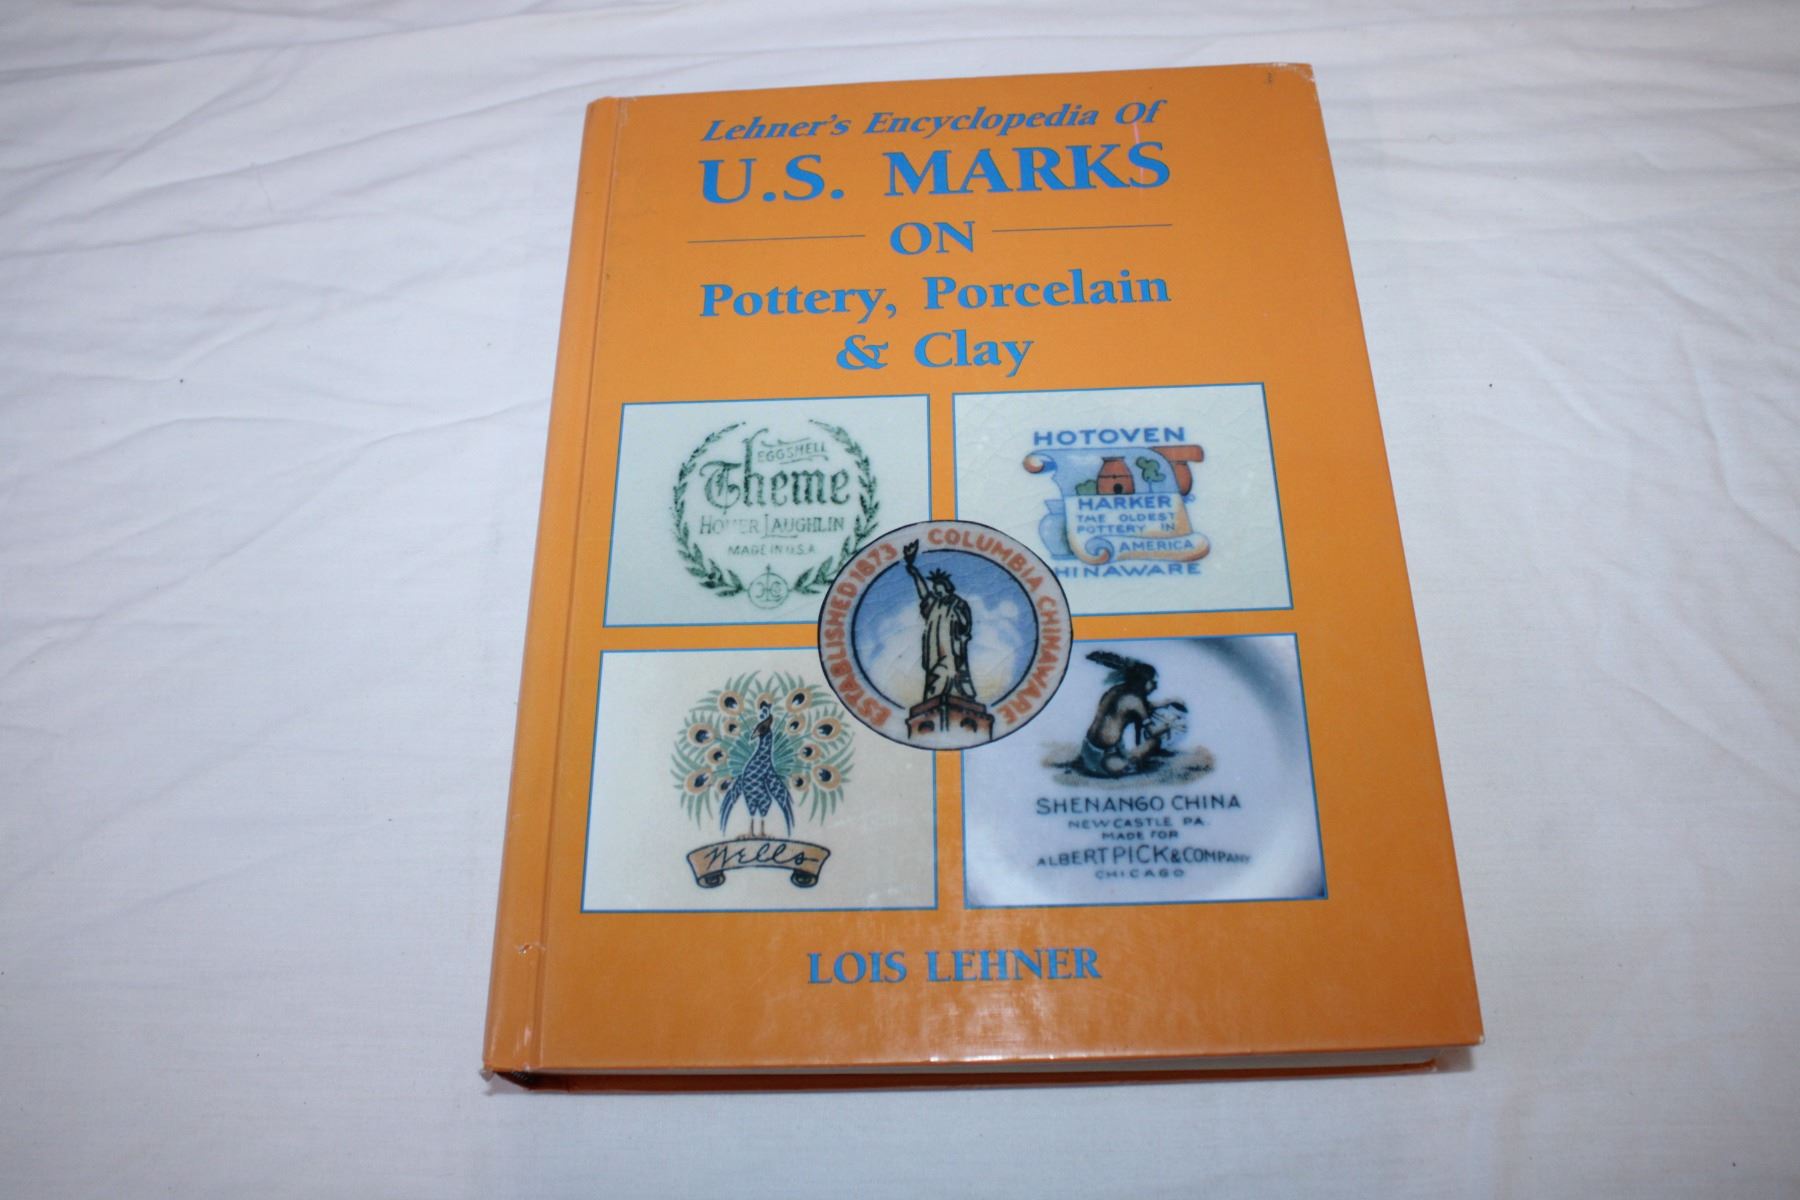 Lehner's Encyclopedia Of
U.S. MARKS
ON
Pottery, Porcelain
& Clay
EGGSHELL
Theme
HOMER LAUGHLIN
MADE IN U.S.A.
HOTOVEN
HARKER
THE OLDEST
POTTERY IN
AMERICA
HINAWARE
ESTABLISHED 1873 COLUMBIA CHINAWARE
Wells
SHENANGO CHINA
NEW CASTLE PA.
MADE FOR
ALBERT PICK & COMPANY
CHICAGO
LOIS LEHNER